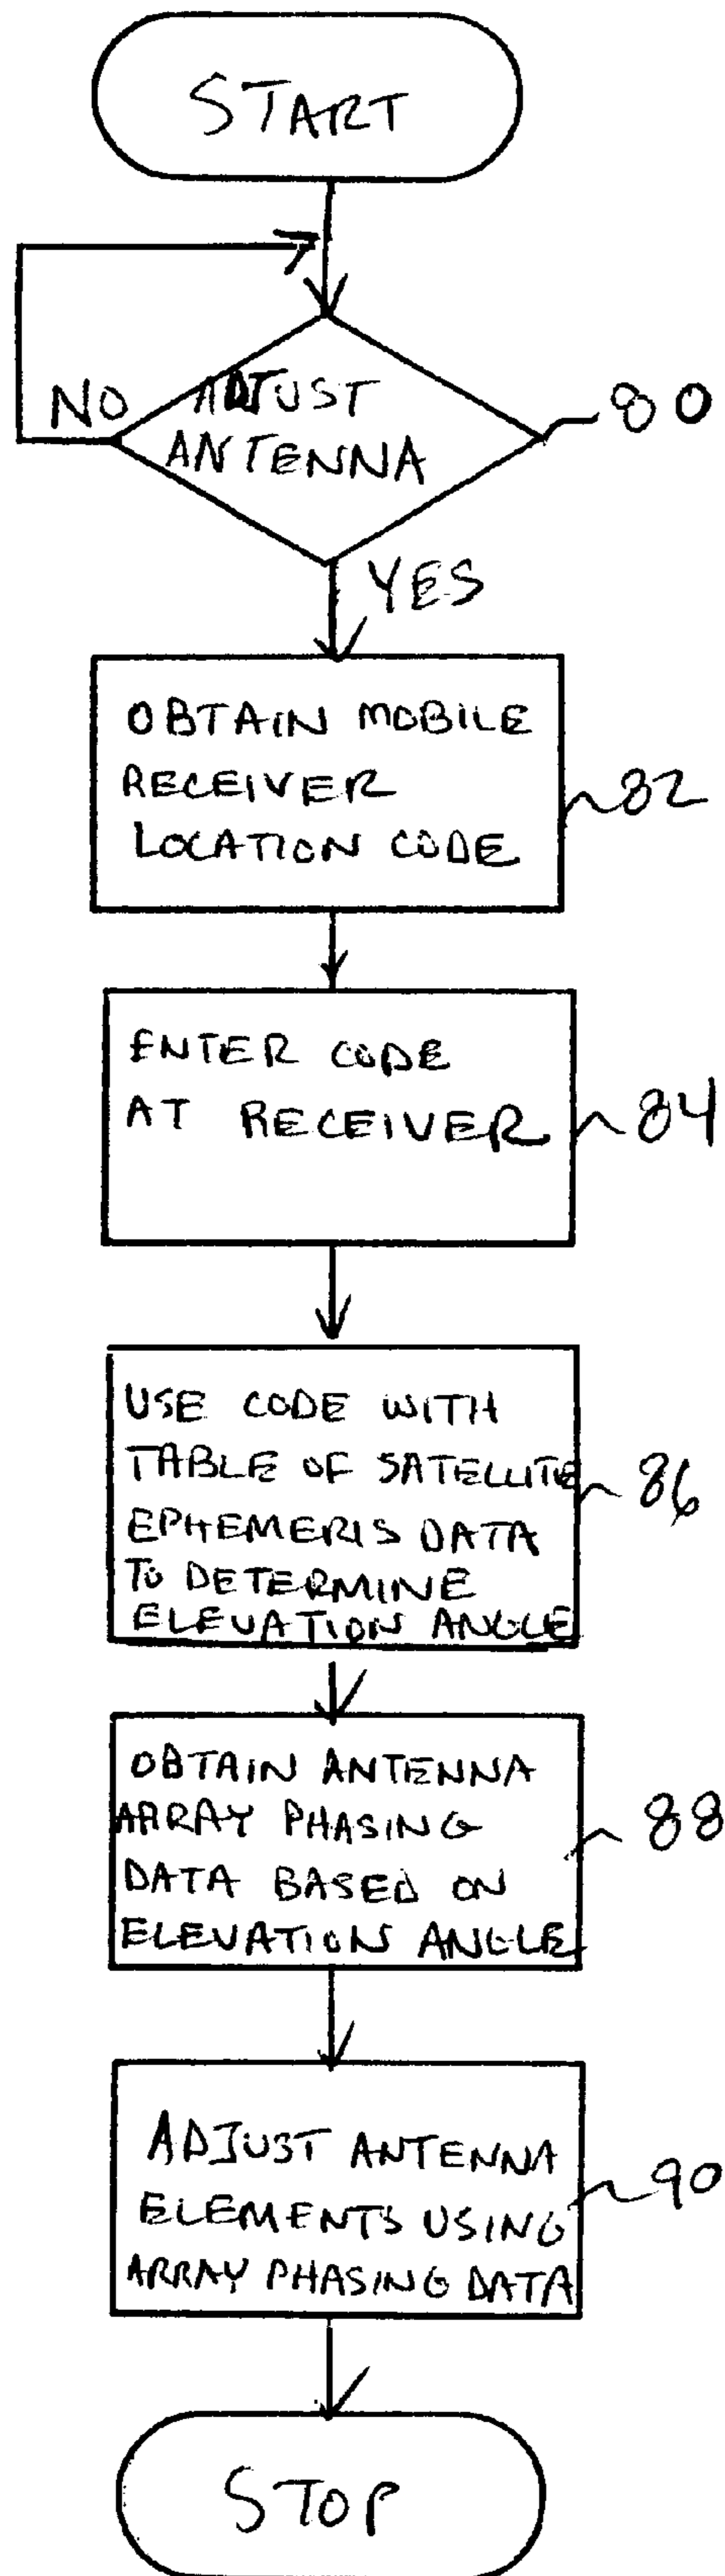 START
NO
ADJUST
ANTENNA
80
YES
OBTAIN MOBILE
RECEIVER
LOCATION CODE
82
ENTER CODE
AT RECEIVER
84
USE CODE WITH
TABLE OF SATELLITE
EPHEMERIS DATA
TO DETERMINE
ELEVATION ANGLE
86
OBTAIN ANTENNA
ARRAY PHASING
DATA BASED ON
ELEVATION ANGLE
88
ADJUST ANTENNA
ELEMENTS USING
ARRAY PHASING DATA
90
STOP